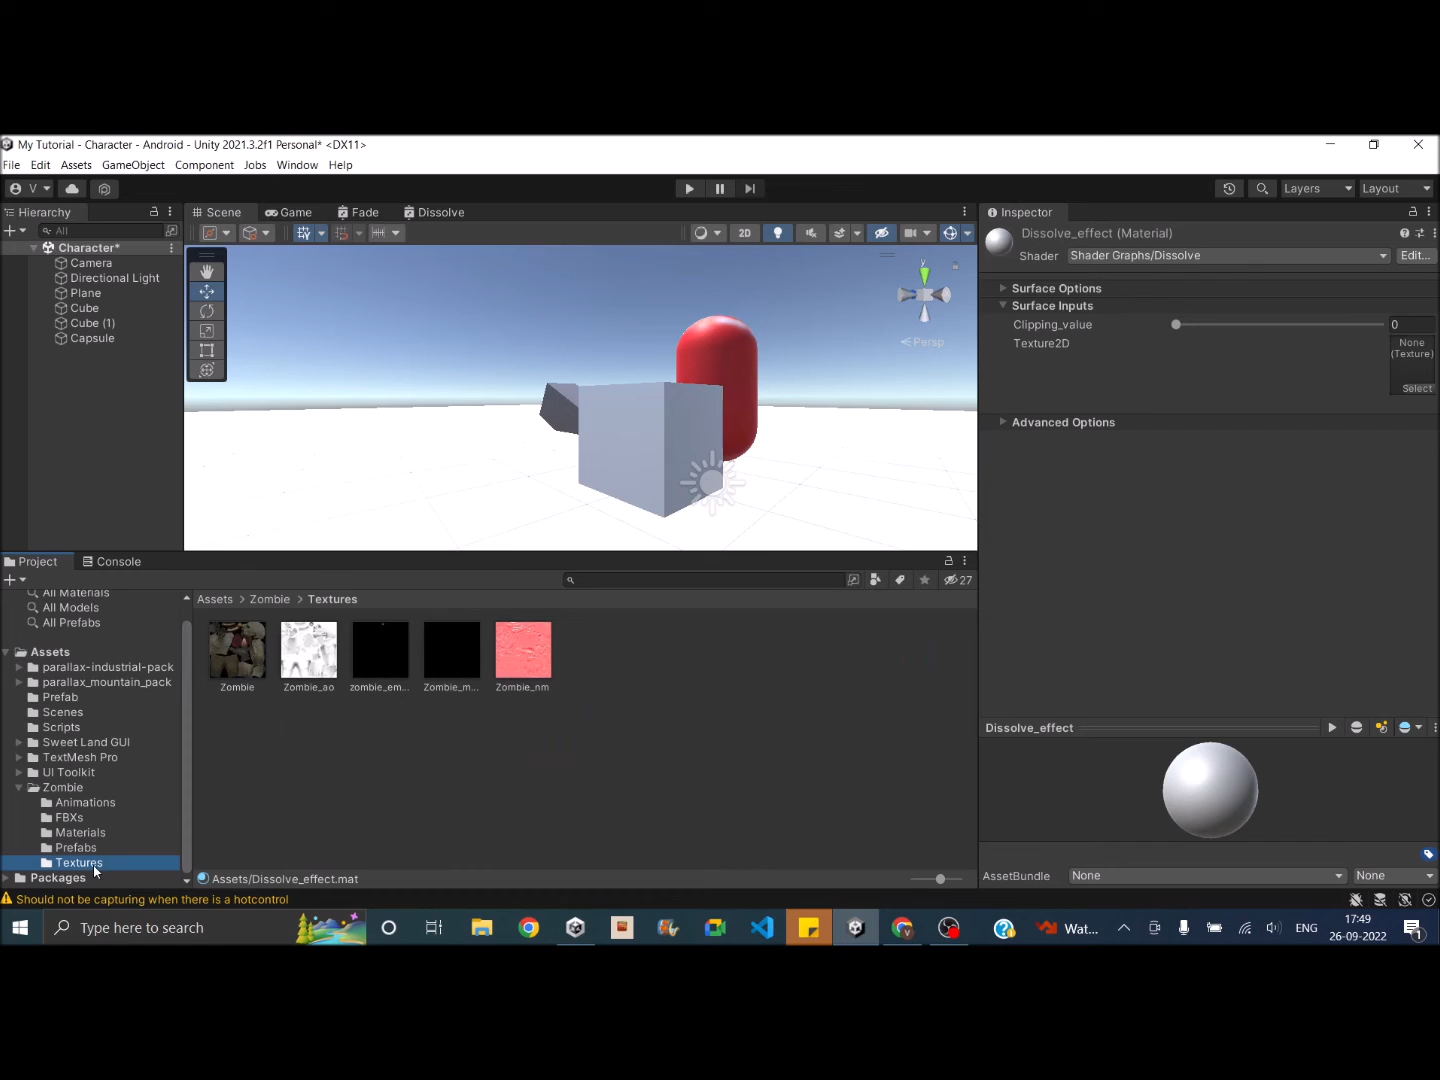 My Tutorial - Character - Android - Unity 2021.3.2f1 Personal* <DX11>
File Edit Assets GameObject Component Jobs Window Help
V
Layers Layout
Hierarchy
All
Character*
Camera
Directional Light
Plane
Cube
Cube (1)
Capsule
Scene Game Fade Dissolve
2D
y
Persp
Inspector
Dissolve_effect (Material)
Shader Shader Graphs/Dissolve Edit...
Surface Options
Surface Inputs
Clipping_value 0
Texture2D None
(Texture)
Select
Advanced Options
Project Console
27
All Materials
All Models
All Prefabs
Assets
parallax-industrial-pack
parallax_mountain_pack
Prefab
Scenes
Scripts
Sweet Land GUI
TextMesh Pro
UI Toolkit
Zombie
Animations
FBXs
Materials
Prefabs
Textures
Packages
Assets > Zombie > Textures
Zombie Zombie_ao zombie_em... Zombie_m... Zombie_nm
Assets/Dissolve_effect.mat
Dissolve_effect
AssetBundle None None
Should not be capturing when there is a hotcontrol
Type here to search
Wat...
ENG
17:49
26-09-2022
1